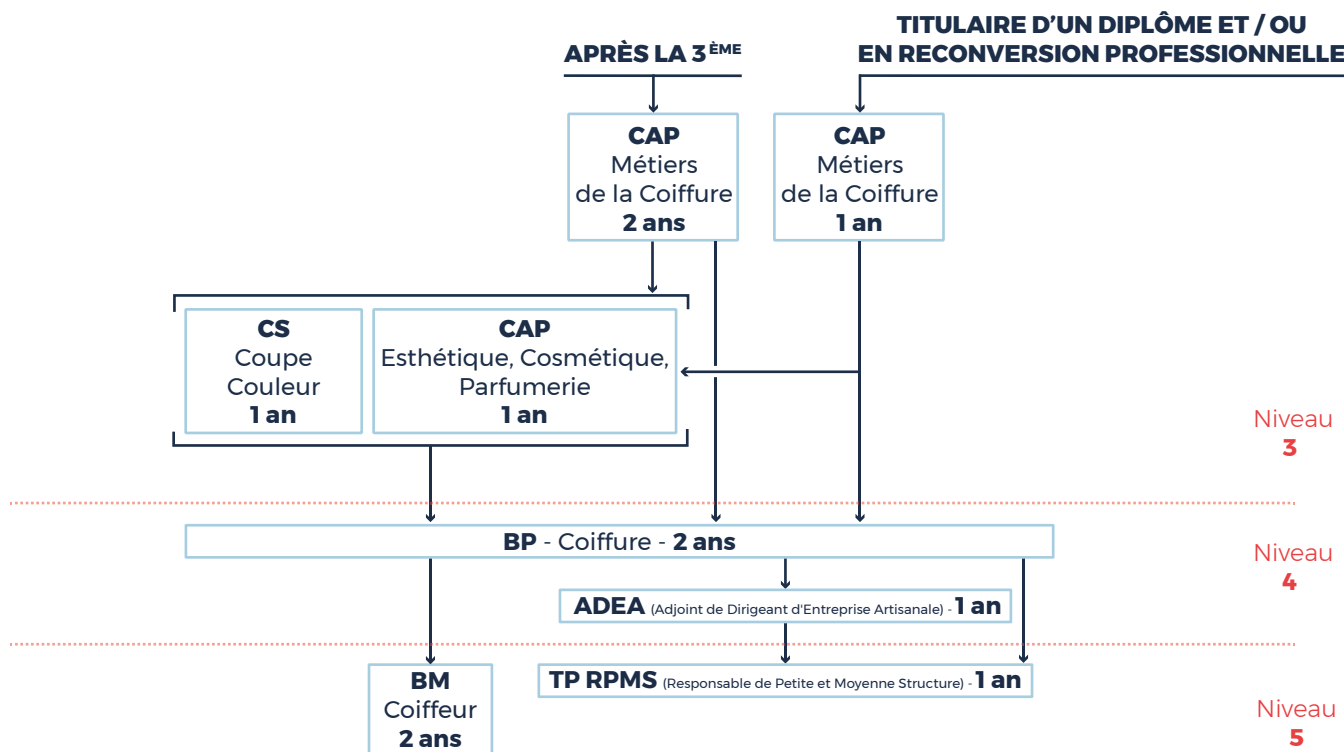 TITULAIRE D'UN DIPLÔME ET / OU
EN RECONVERSION PROFESSIONNELLE
APRÈS LA 3ÈME
CAP
Métiers
de la Coiffure
2 ans
CAP
Métiers
de la Coiffure
1 an
CS
Coupe
Couleur
1 an
CAP
Esthétique, Cosmétique,
Parfumerie
1 an
Niveau
3
BP - Coiffure - 2 ans
Niveau
4
ADEA (Adjoint de Dirigeant d'Entreprise Artisanale) - 1 an
BM
Coiffeur
2 ans
TP RPMS (Responsable de Petite et Moyenne Structure) - 1 an
Niveau
5